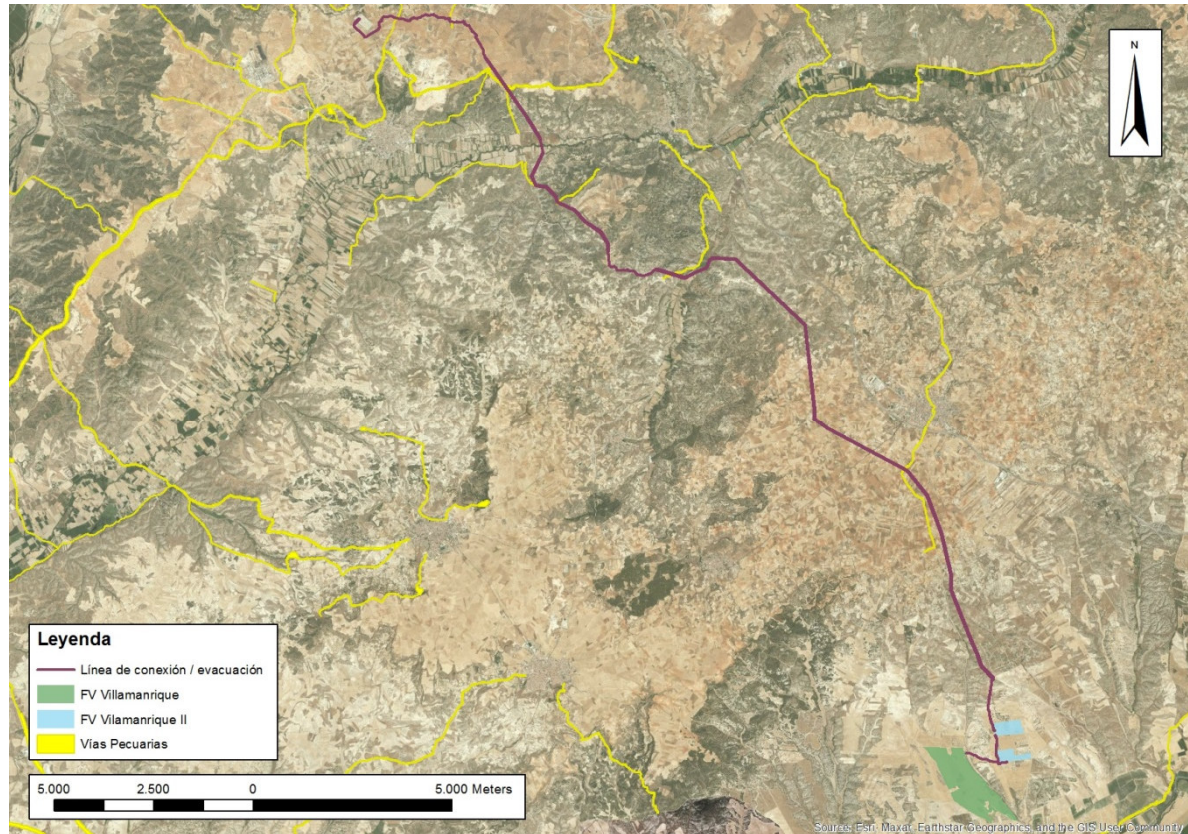 N
Leyenda
Línea de conexión / evacuación
FV Villamanrique
FV Vilamanrique II
Vías Pecuarias
5.000 2.500 0 5.000 Meters
Source: Esri, Maxar, Earthstar Geographics, and the GIS User Community